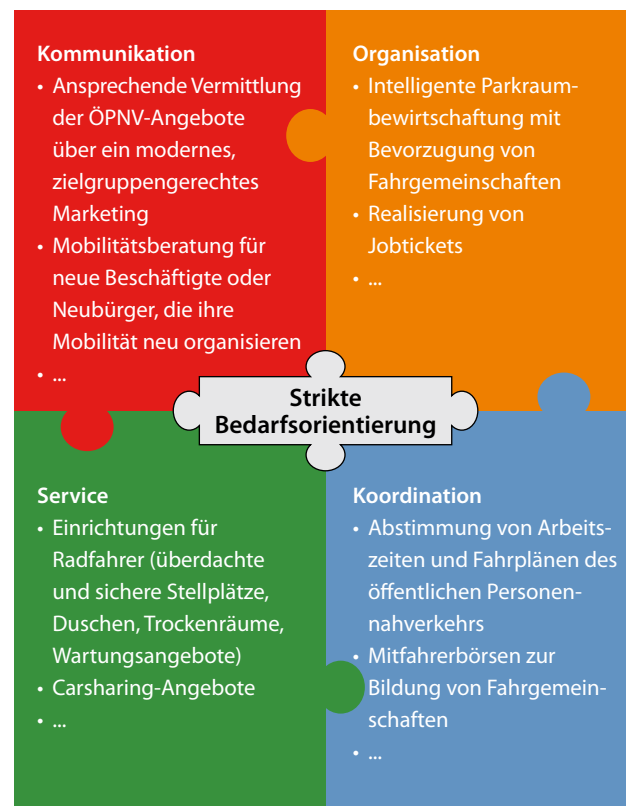 Kommunikation
• Ansprechende Vermittlung
der ÖPNV-Angebote
über ein modernes,
zielgruppengerechtes
Marketing
• Mobilitätsberatung für
neue Beschäftigte oder
Neubürger, die ihre
Mobilität neu organisieren
• ...
Organisation
• Intelligente Parkraum-
bewirtschaftung mit
Bevorzugung von
Fahrgemeinschaften
• Realisierung von
Jobtickets
• ...
Strikte
Bedarfsorientierung
Service
• Einrichtungen für
Radfahrer (überdachte
und sichere Stellplätze,
Duschen, Trockenräume,
Wartungsangebote)
• Carsharing-Angebote
• ...
Koordination
• Abstimmung von Arbeits-
zeiten und Fahrplänen des
öffentlichen Personen-
nahverkehrs
• Mitfahrerbörsen zur
Bildung von Fahrgemein-
schaften
• ...